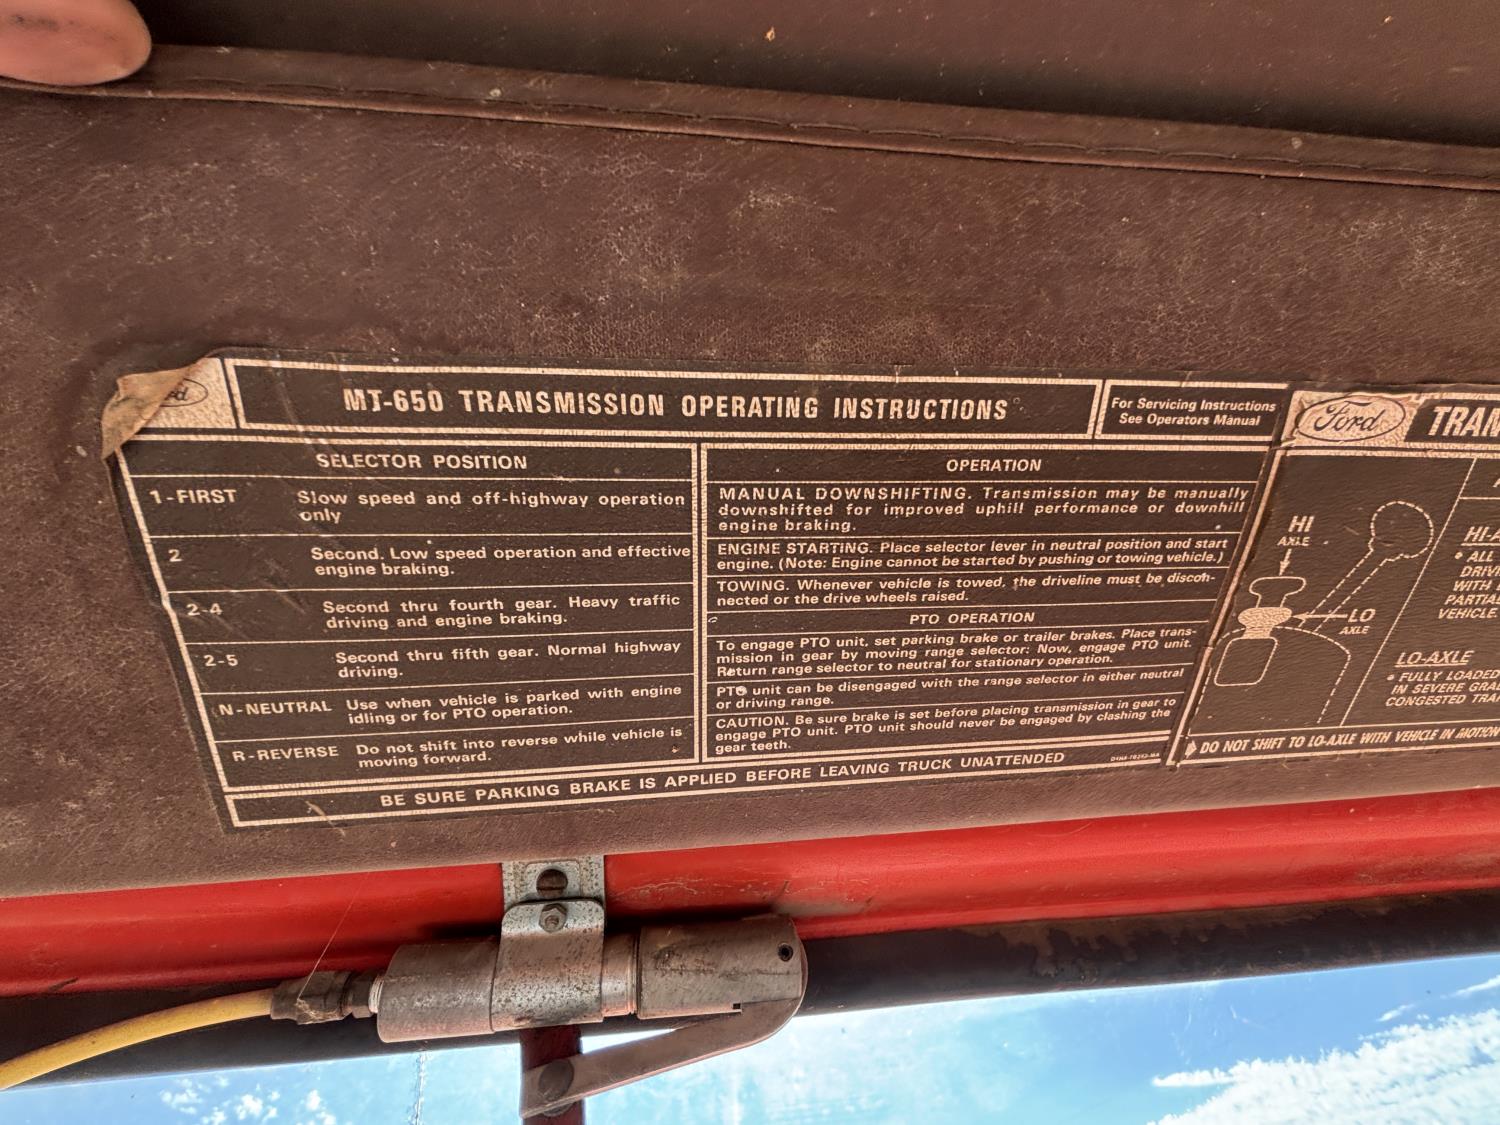 MT-650 TRANSMISSION OPERATING INSTRUCTIONS
For Servicing Instructions
See Operators Manual
SELECTOR POSITION
1-FIRST Slow speed and off-highway operation
only
2 Second. Low speed operation and effective
engine braking.
2-4 Second thru fourth gear. Heavy traffic
driving and engine braking.
2-5 Second thru fifth gear. Normal highway
driving.
N-NEUTRAL Use when vehicle is parked with engine
idling or for PTO operation.
R-REVERSE Do not shift into reverse while vehicle is
moving forward.
OPERATION
MANUAL DOWNSHIFTING. Transmission may be manually
downshifted for improved uphill performance or downhill
engine braking.
ENGINE STARTING. Place selector lever in neutral position and start
engine. (Note: Engine cannot be started by pushing or towing vehicle.)
TOWING. Whenever vehicle is towed, the driveline must be discon-
nected or the drive wheels raised.
PTO OPERATION
To engage PTO unit, set parking brake or trailer brakes. Place trans-
mission in gear by moving range selector: Now, engage PTO unit.
Return range selector to neutral for stationary operation.
PTO unit can be disengaged with the range selector in either neutral
or driving range.
CAUTION. Be sure brake is set before placing transmission in gear to
engage PTO unit. PTO unit should never be engaged by clashing the
gear teeth.
BE SURE PARKING BRAKE IS APPLIED BEFORE LEAVING TRUCK UNATTENDED
Ford
TRAN
HI
AXLE
LO
AXLE
HI-A
• ALL
DRIV
WITH
PARTIA
VEHICLE.
LO-AXLE
• FULLY LOADED
IN SEVERE GRA
CONGESTED TRA
DO NOT SHIFT TO LO-AXLE WITH VEHICLE IN MOTION